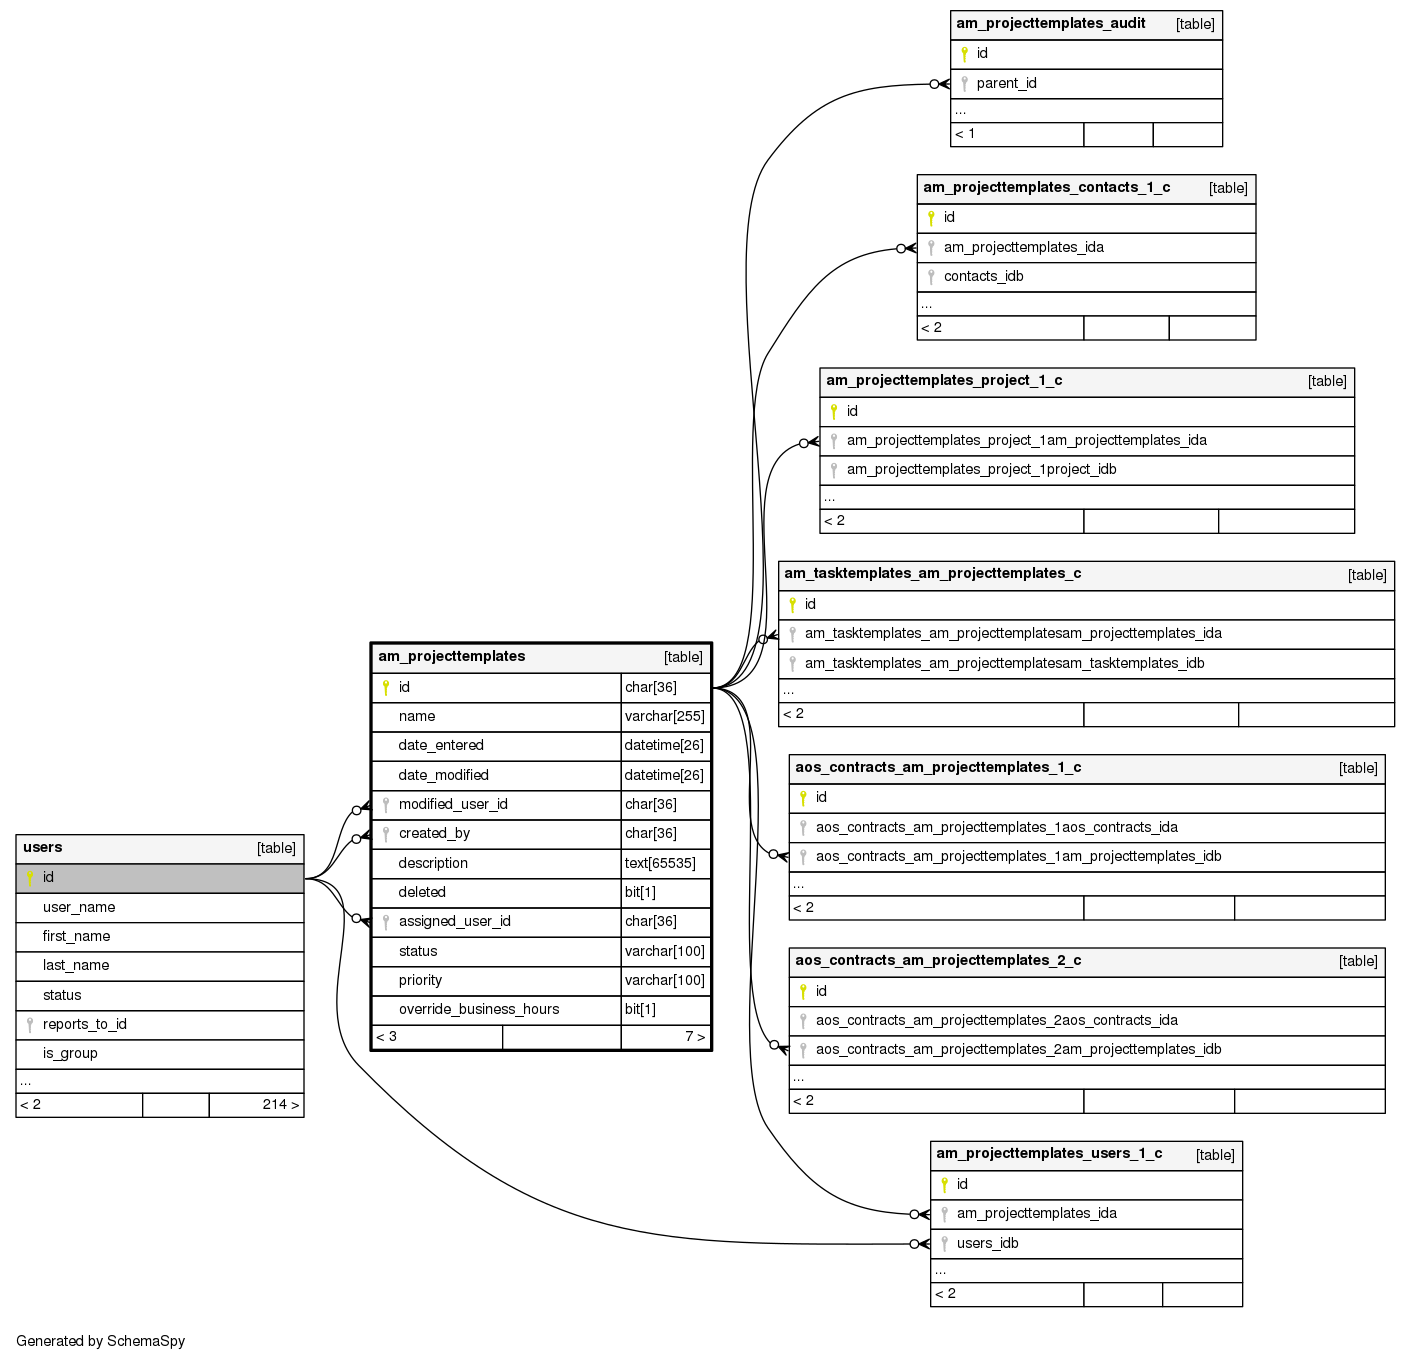 am_projecttemplates_audit [table]
id
parent_id
...
< 1
am_projecttemplates_contacts_1_c [table]
id
am_projecttemplates_ida
contacts_idb
...
< 2
am_projecttemplates_project_1_c [table]
id
am_projecttemplates_project_1am_projecttemplates_ida
am_projecttemplates_project_1project_idb
...
< 2
am_tasktemplates_am_projecttemplates_c [table]
id
am_tasktemplates_am_projecttemplatesam_projecttemplates_ida
am_tasktemplates_am_projecttemplatesam_tasktemplates_idb
...
< 2
am_projecttemplates [table]
id char[36]
name varchar[255]
date_entered datetime[26]
date_modified datetime[26]
modified_user_id char[36]
created_by char[36]
description text[65535]
deleted bit[1]
assigned_user_id char[36]
status varchar[100]
priority varchar[100]
override_business_hours bit[1]
< 3 7 >
users [table]
id
user_name
first_name
last_name
status
reports_to_id
is_group
...
< 2 214 >
aos_contracts_am_projecttemplates_1_c [table]
id
aos_contracts_am_projecttemplates_1aos_contracts_ida
aos_contracts_am_projecttemplates_1am_projecttemplates_idb
...
< 2
aos_contracts_am_projecttemplates_2_c [table]
id
aos_contracts_am_projecttemplates_2aos_contracts_ida
aos_contracts_am_projecttemplates_2am_projecttemplates_idb
...
< 2
am_projecttemplates_users_1_c [table]
id
am_projecttemplates_ida
users_idb
...
< 2
Generated by SchemaSpy